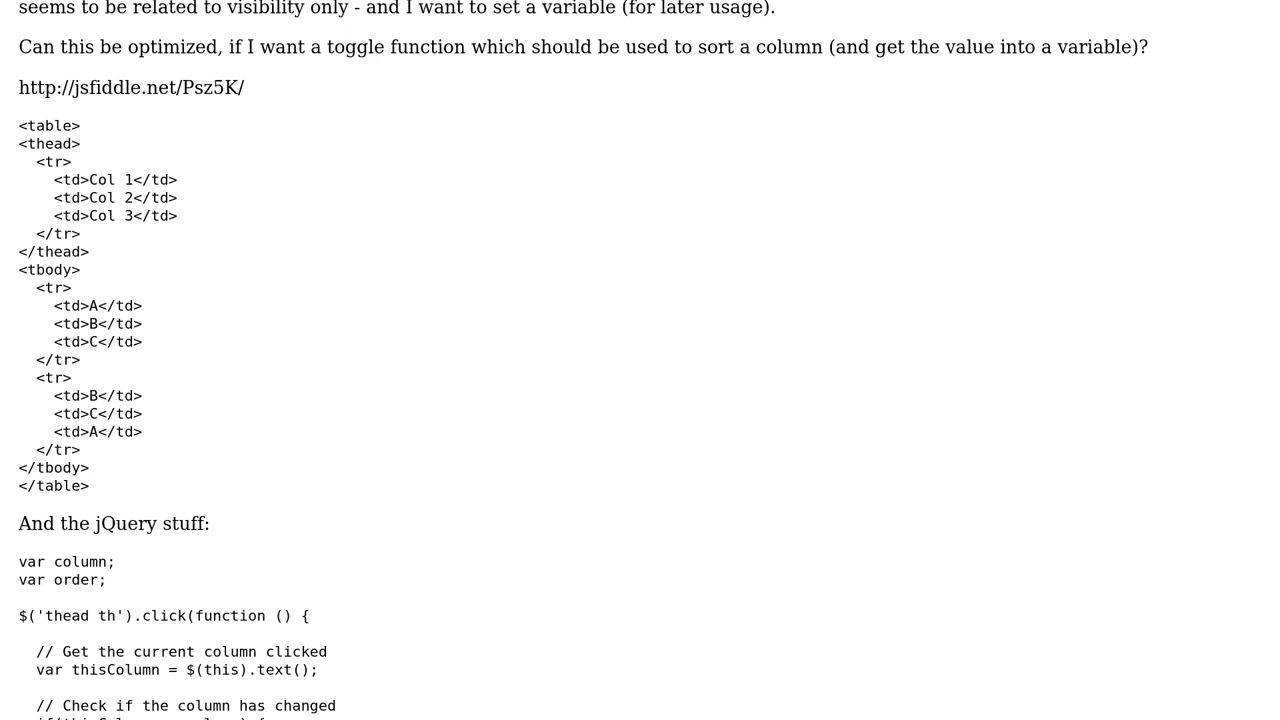 seems to be related to visibility only - and I want to set a variable (for later usage).
Can this be optimized, if I want a toggle function which should be used to sort a column (and get the value into a variable)?
http://jsfiddle.net/Psz5K/
<table>
<thead>
  <tr>
    <td>Col 1</td>
    <td>Col 2</td>
    <td>Col 3</td>
  </tr>
</thead>
<tbody>
  <tr>
    <td>A</td>
    <td>B</td>
    <td>C</td>
  </tr>
  <tr>
    <td>B</td>
    <td>C</td>
    <td>A</td>
  </tr>
</tbody>
</table>
And the jQuery stuff:
var column;
var order;
$('thead th').click(function () {
  // Get the current column clicked
  var thisColumn = $(this).text();
  // Check if the column has changed